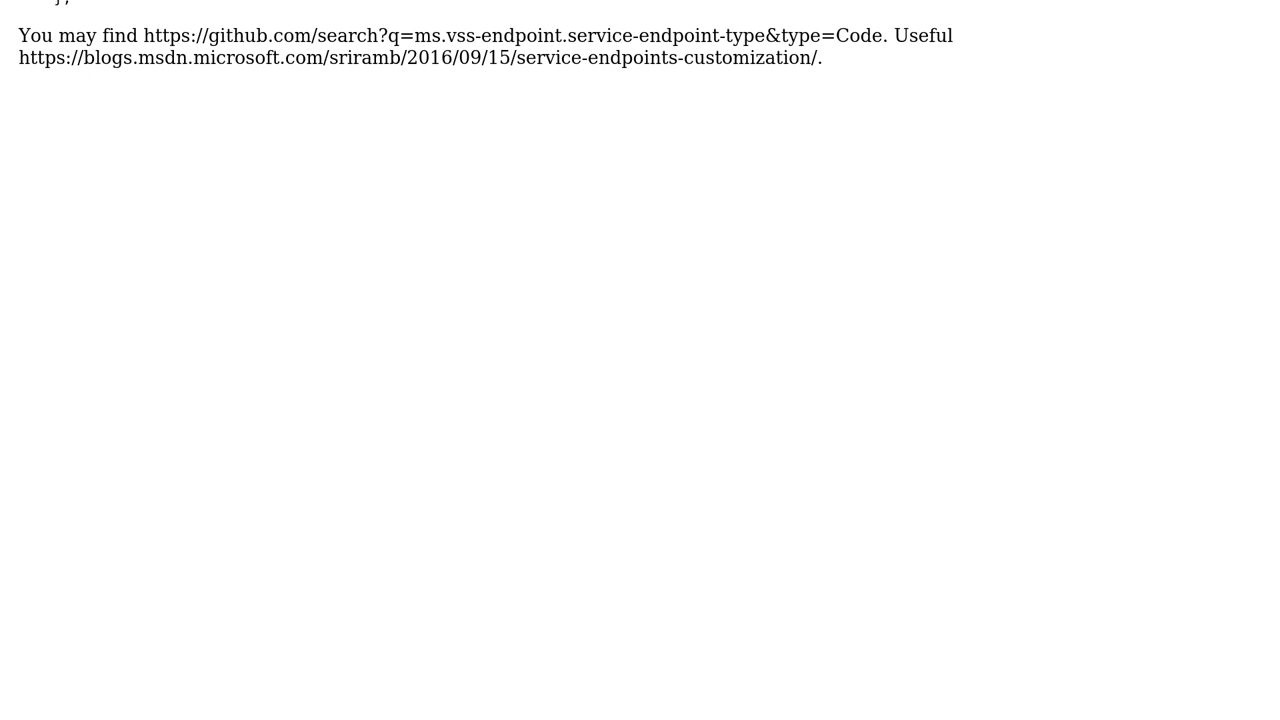 You may find https://github.com/search?q=ms.vss-endpoint.service-endpoint-type&type=Code. Useful
https://blogs.msdn.microsoft.com/sriramb/2016/09/15/service-endpoints-customization/.